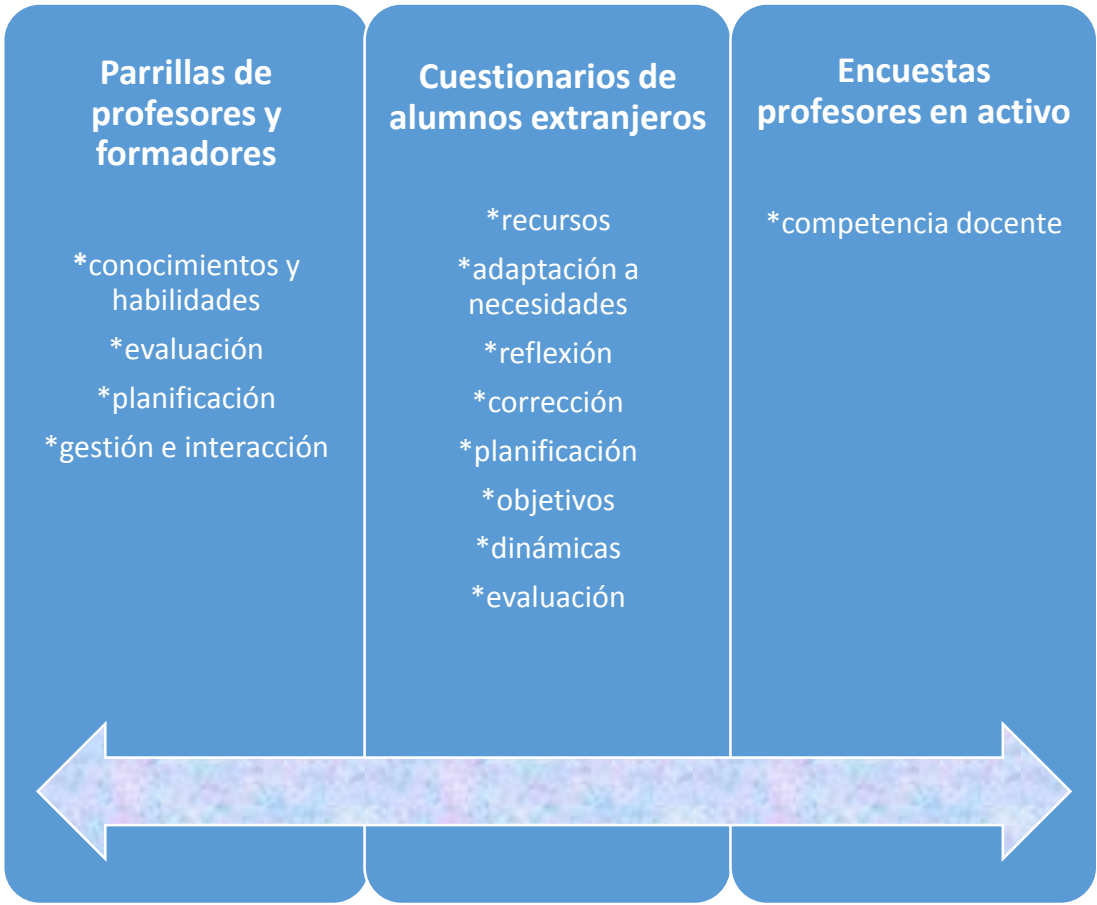 Parrillas de
profesores y
formadores
*conocimientos y
habilidades
*evaluación
*planificación
*gestión e interacción
Cuestionarios de
alumnos extranjeros
*recursos
*adaptación a
necesidades
*reflexión
*corrección
*planificación
*objetivos
*dinámicas
*evaluación
Encuestas
profesores en activo
*competencia docente